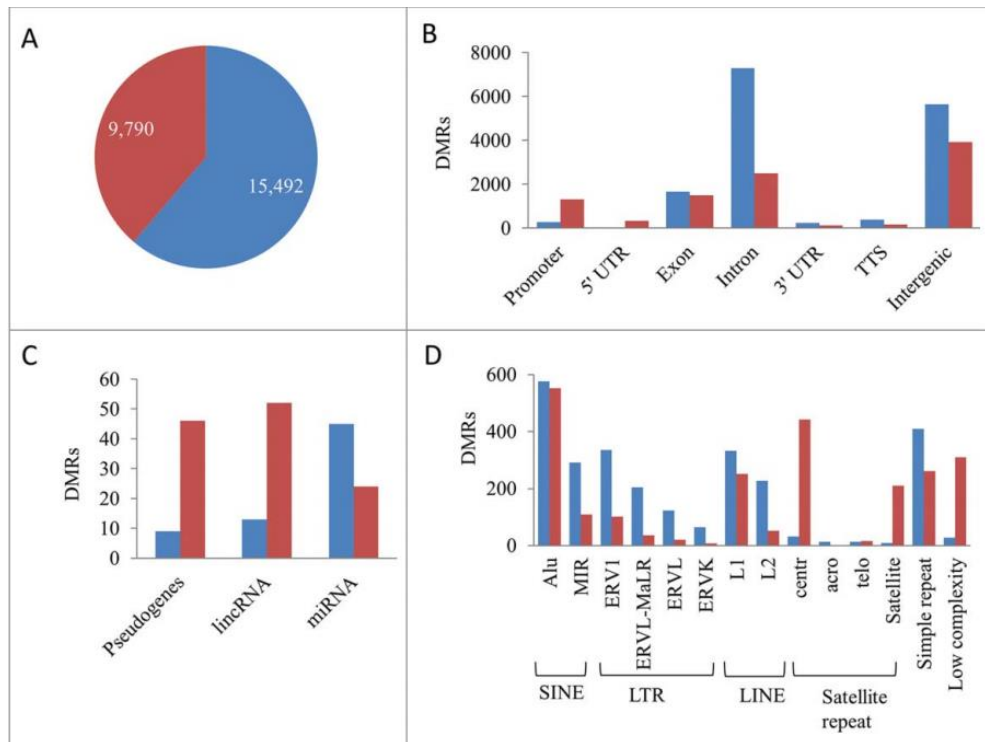 A
9,790
15,492
B
8000
6000
4000
2000
0
DMRs
Promoter
5' UTR
Exon
Intron
3' UTR
TTS
Intergenic
C
60
50
40
30
20
10
0
DMRs
Pseudogenes
lincRNA
miRNA
D
600
400
200
0
DMRs
Alu
MIR
ERV1
ERVL-MaLR
ERVL
ERVK
L1
L2
centr
acro
telo
Satellite
Simple repeat
Low complexity
SINE
LTR
LINE
Satellite
repeat